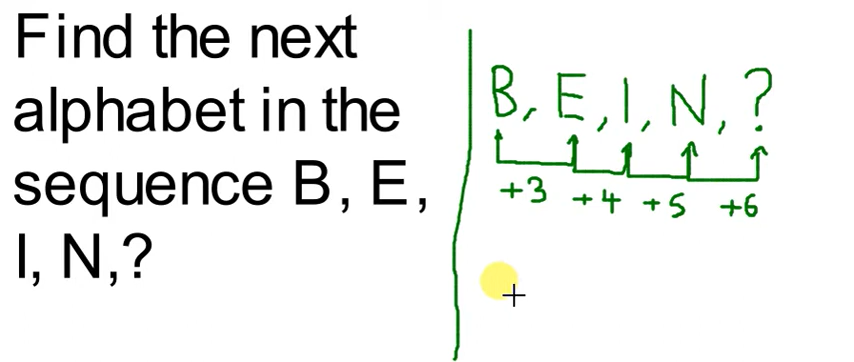 Find the next
alphabet in the
sequence B, E,
I, N,?
B, E, I, N, ?
+3 +4 +5 +6